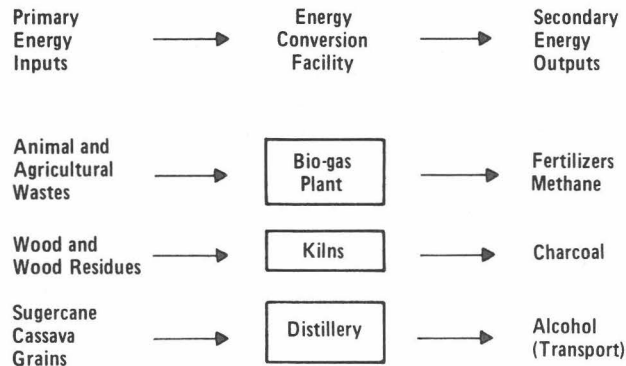 Primary
Energy
Inputs
Energy
Conversion
Facility
Secondary
Energy
Outputs
Animal and
Agricultural
Wastes
Bio-gas
Plant
Fertilizers
Methane
Wood and
Wood Residues
Kilns
Charcoal
Sugercane
Cassava
Grains
Distillery
Alcohol
(Transport)